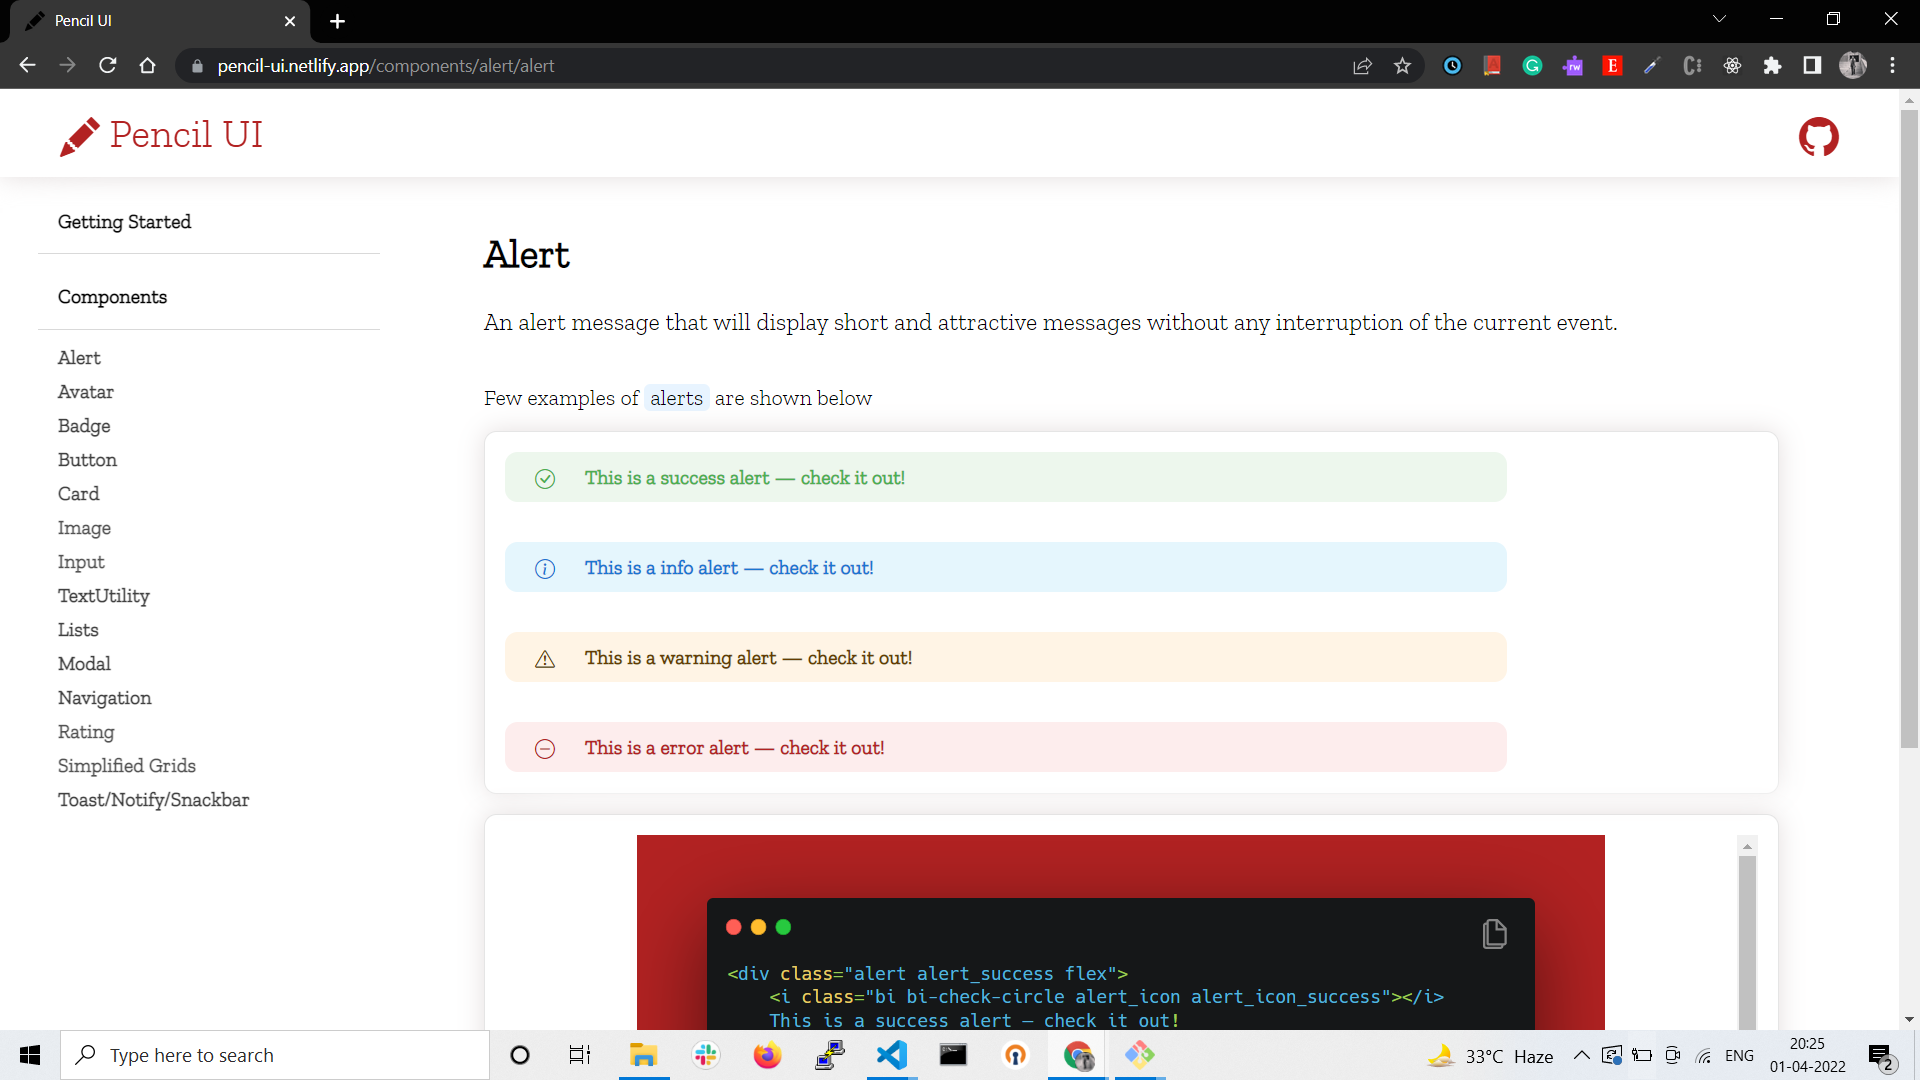 Pencil UI
pencil-ui.netlify.app/components/alert/alert
Pencil UI
Getting Started
Components
Alert
Avatar
Badge
Button
Card
Image
Input
TextUtility
Lists
Modal
Navigation
Rating
Simplified Grids
Toast/Notify/Snackbar
Alert
An alert message that will display short and attractive messages without any interruption of the current event.
Few examples of alerts are shown below
This is a success alert — check it out!
This is a info alert — check it out!
This is a warning alert — check it out!
This is a error alert — check it out!
<div class="alert alert_success flex">
<i class="bi bi-check-circle alert_icon alert_icon_success"></i>
This is a success alert — check it out!
Type here to search
33°C Haze
ENG
20:25
01-04-2022
2